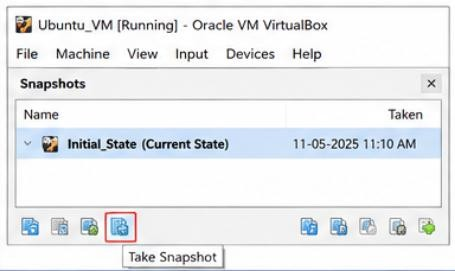 Ubuntu_VM [Running] - Oracle VM VirtualBox
File Machine View Input Devices Help
Snapshots
Name Taken
Initial_State (Current State) 11-05-2025 11:10 AM
Take Snapshot